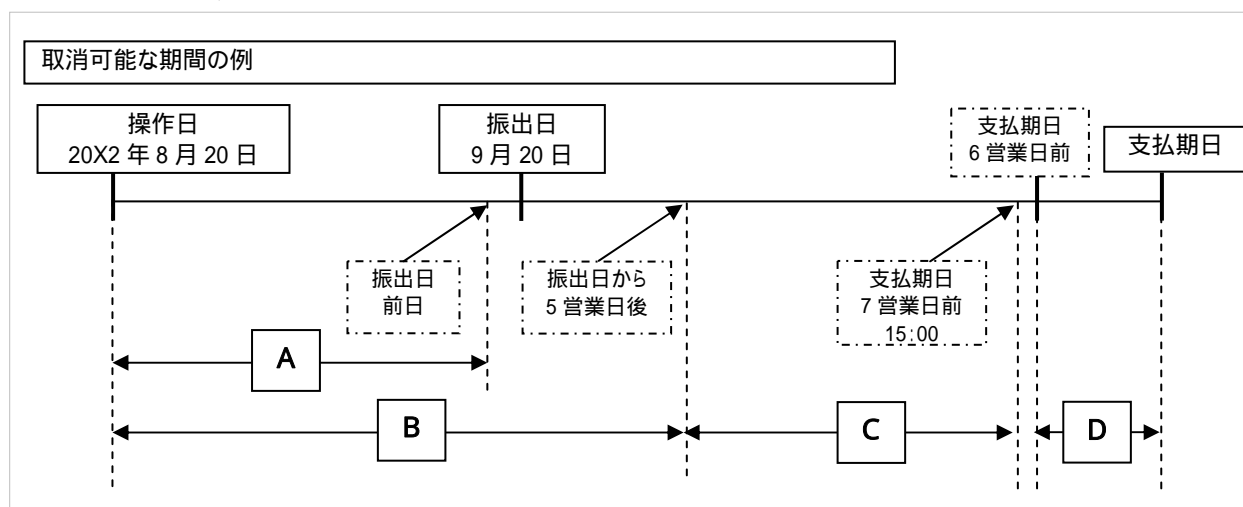 取消可能な期間の例
操作日
20X2 年 8 月 20 日
振出日
9 月 20 日
支払期日
6 営業日前
支払期日
振出日
前日
振出日から
5 営業日後
支払期日
7 営業日前
15:00
A
B
C
D